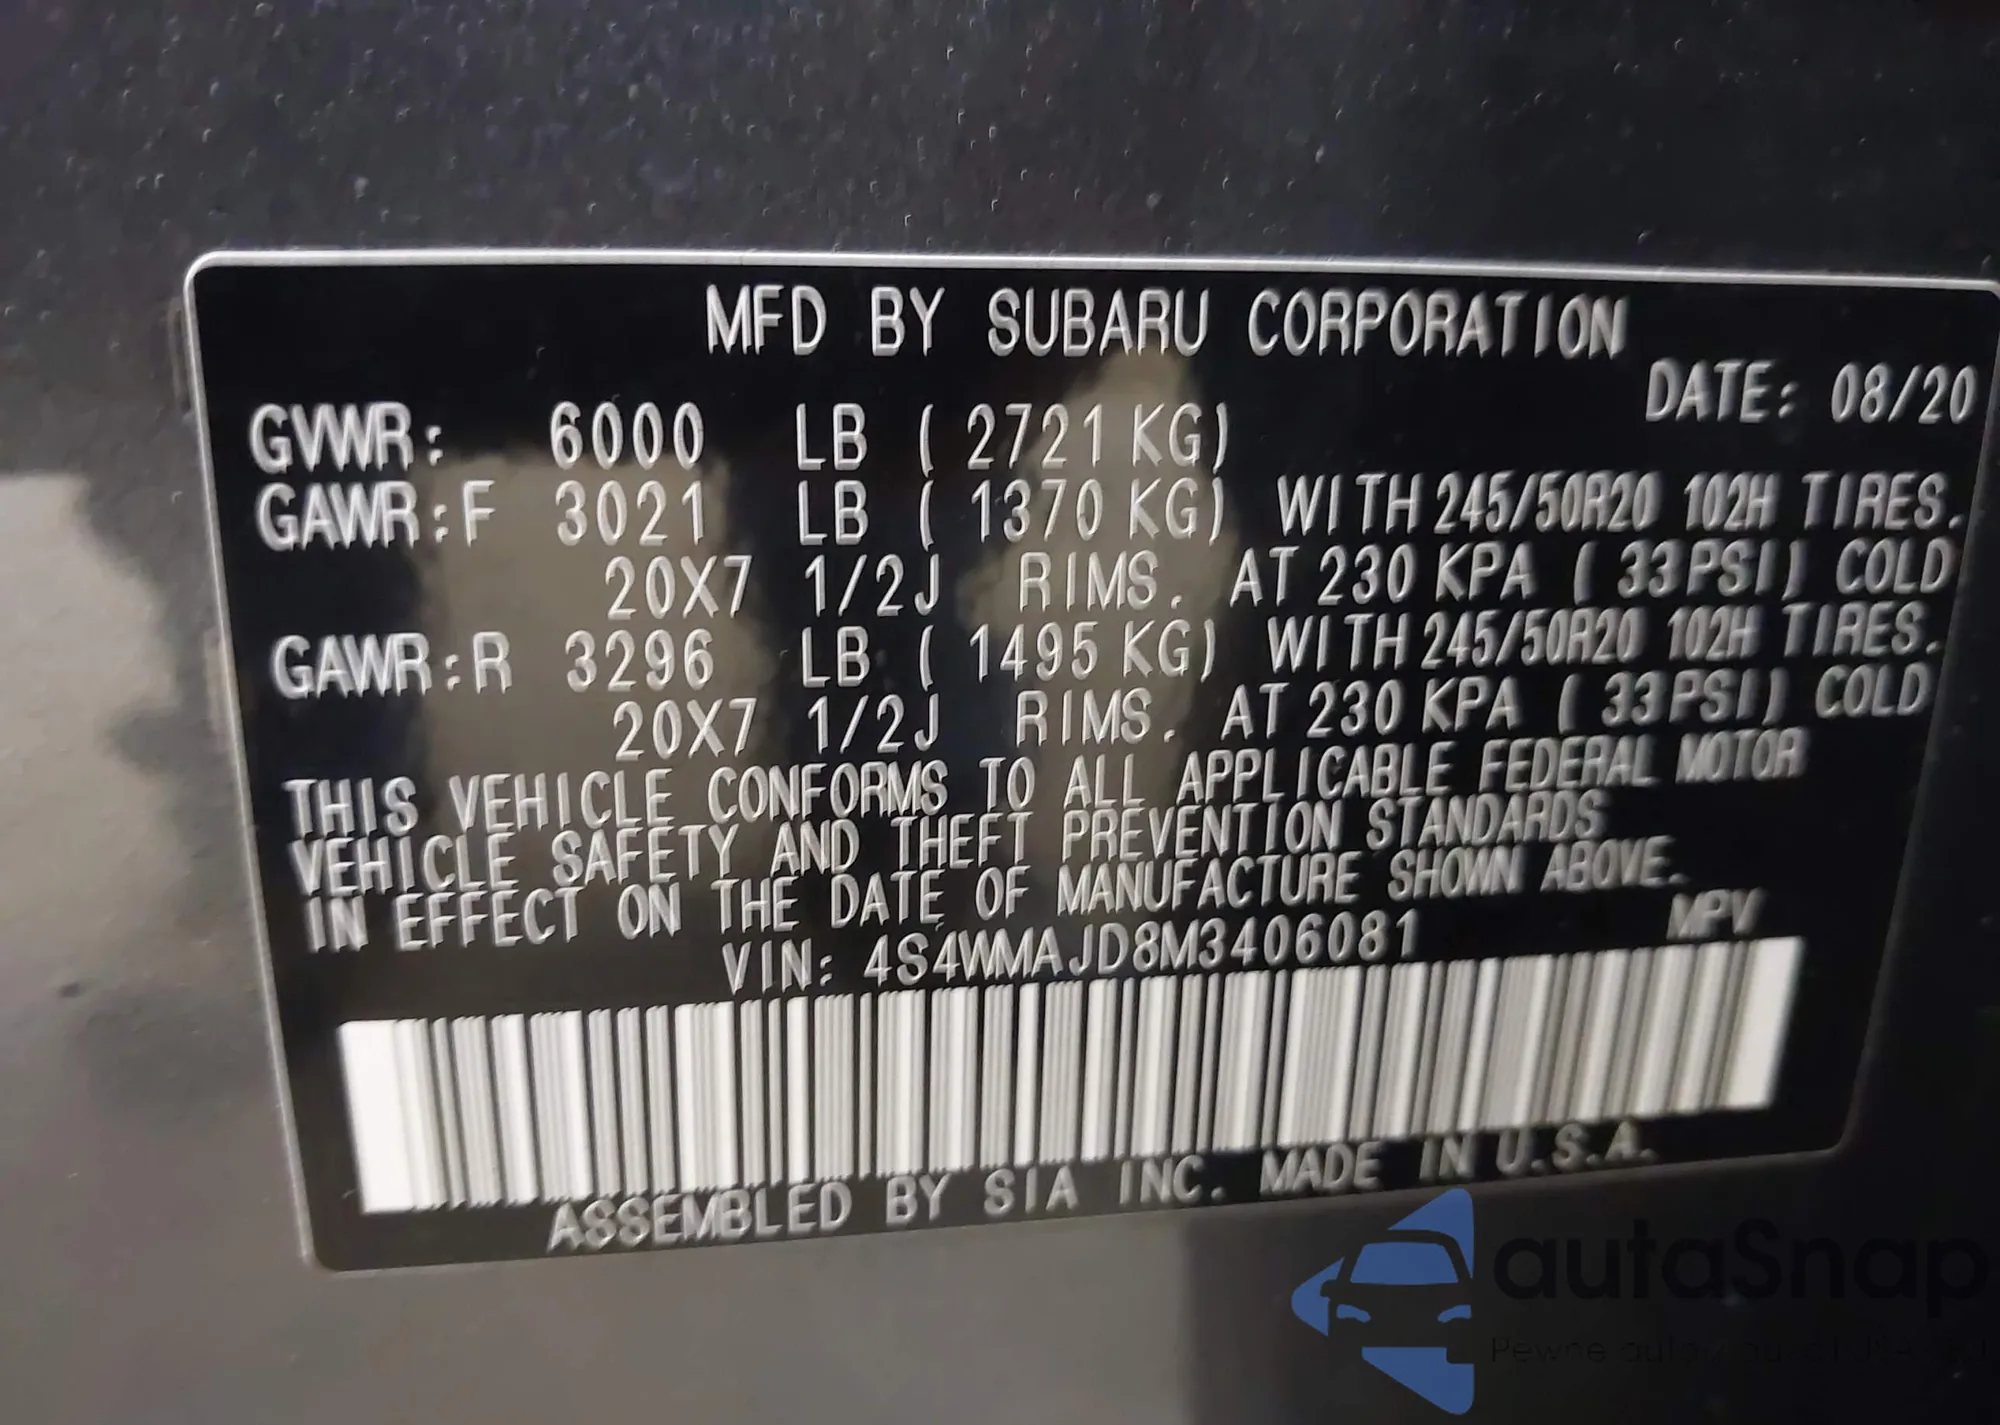 MFD BY SUBARU CORPORATION
DATE: 08/20
GVWR: 6000 LB ( 2721 KG)
GAWR:F 3021 LB ( 1370 KG) WITH 245/50R20 102H TIRES.
20X7 1/2J RIMS. AT 230 KPA ( 33PSI) COLD
GAWR:R 3296 LB ( 1495 KG) WITH 245/50R20 102H TIRES.
20X7 1/2J RIMS. AT 230 KPA ( 33PSI) COLD
THIS VEHICLE CONFORMS TO ALL APPLICABLE FEDERAL MOTOR
VEHICLE SAFETY AND THEFT PREVENTION STANDARDS
IN EFFECT ON THE DATE OF MANUFACTURE SHOWN ABOVE.
VIN: 4S4WMAJD8M3406081 MPV
ASSEMBLED BY SIA INC. MADE IN U.S.A.
autaSnap
Pewne auta